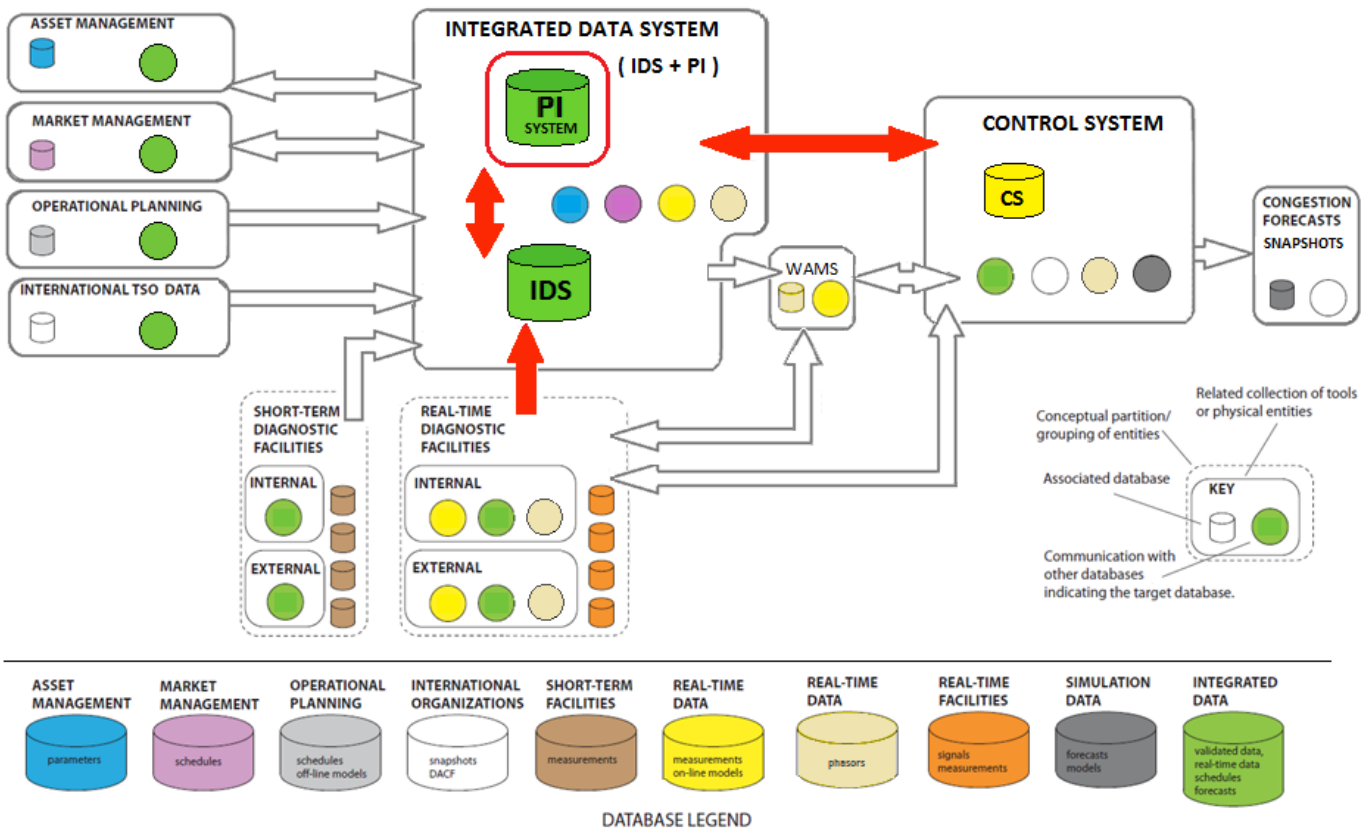 ASSET MANAGEMENT
MARKET MANAGEMENT
OPERATIONAL PLANNING
INTERNATIONAL TSO DATA
INTEGRATED DATA SYSTEM
( IDS + PI )
PI
SYSTEM
IDS
WAMS
CONTROL SYSTEM
CS
CONGESTION
FORECASTS
SNAPSHOTS
SHORT-TERM
DIAGNOSTIC
FACILITIES
INTERNAL
EXTERNAL
REAL-TIME
DIAGNOSTIC
FACILITIES
INTERNAL
EXTERNAL
Related collection of tools
or physical entities
Conceptual partition/
grouping of entities
Associated database
KEY
Communication with
other databases
indicating the target database.
ASSET
MANAGEMENT
parameters
MARKET
MANAGEMENT
schedules
OPERATIONAL
PLANNING
schedules
off-line models
INTERNATIONAL
ORGANIZATIONS
snapshots
DACF
SHORT-TERM
FACILITIES
measurements
REAL-TIME
DATA
measurements
on-line models
REAL-TIME
DATA
phasors
REAL-TIME
FACILITIES
signals
measurements
SIMULATION
DATA
forecasts
models
INTEGRATED
DATA
validated data,
real-time data
schedules
forecasts
DATABASE LEGEND